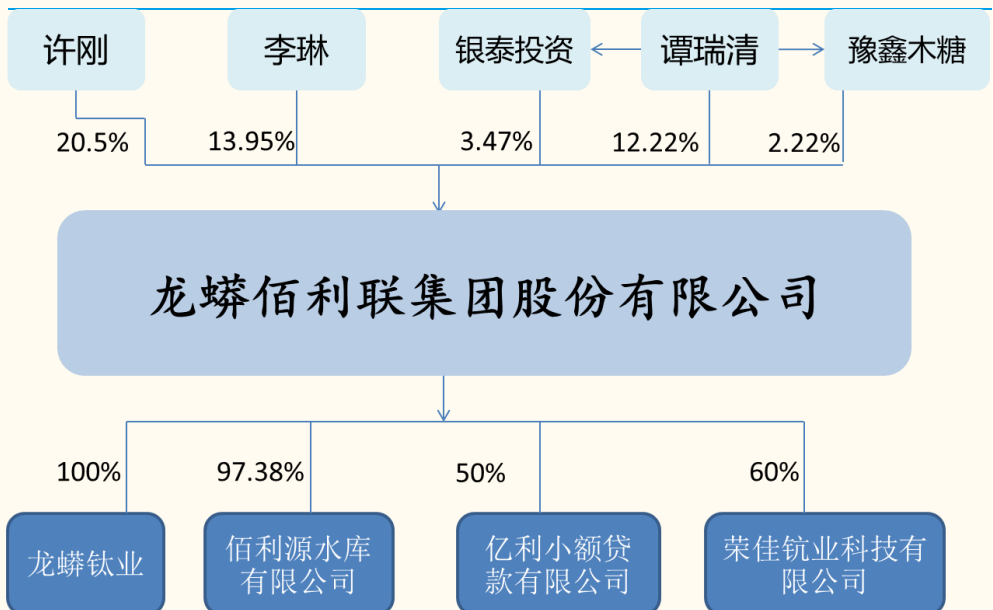 许刚
李琳
银泰投资
谭瑞清
豫鑫木糖
20.5%
13.95%
3.47%
12.22%
2.22%
龙蟒佰利联集团股份有限公司
100%
97.38%
50%
60%
龙蟒钛业
佰利源水库
有限公司
亿利小额贷
款有限公司
荣佳钪业科技有
限公司